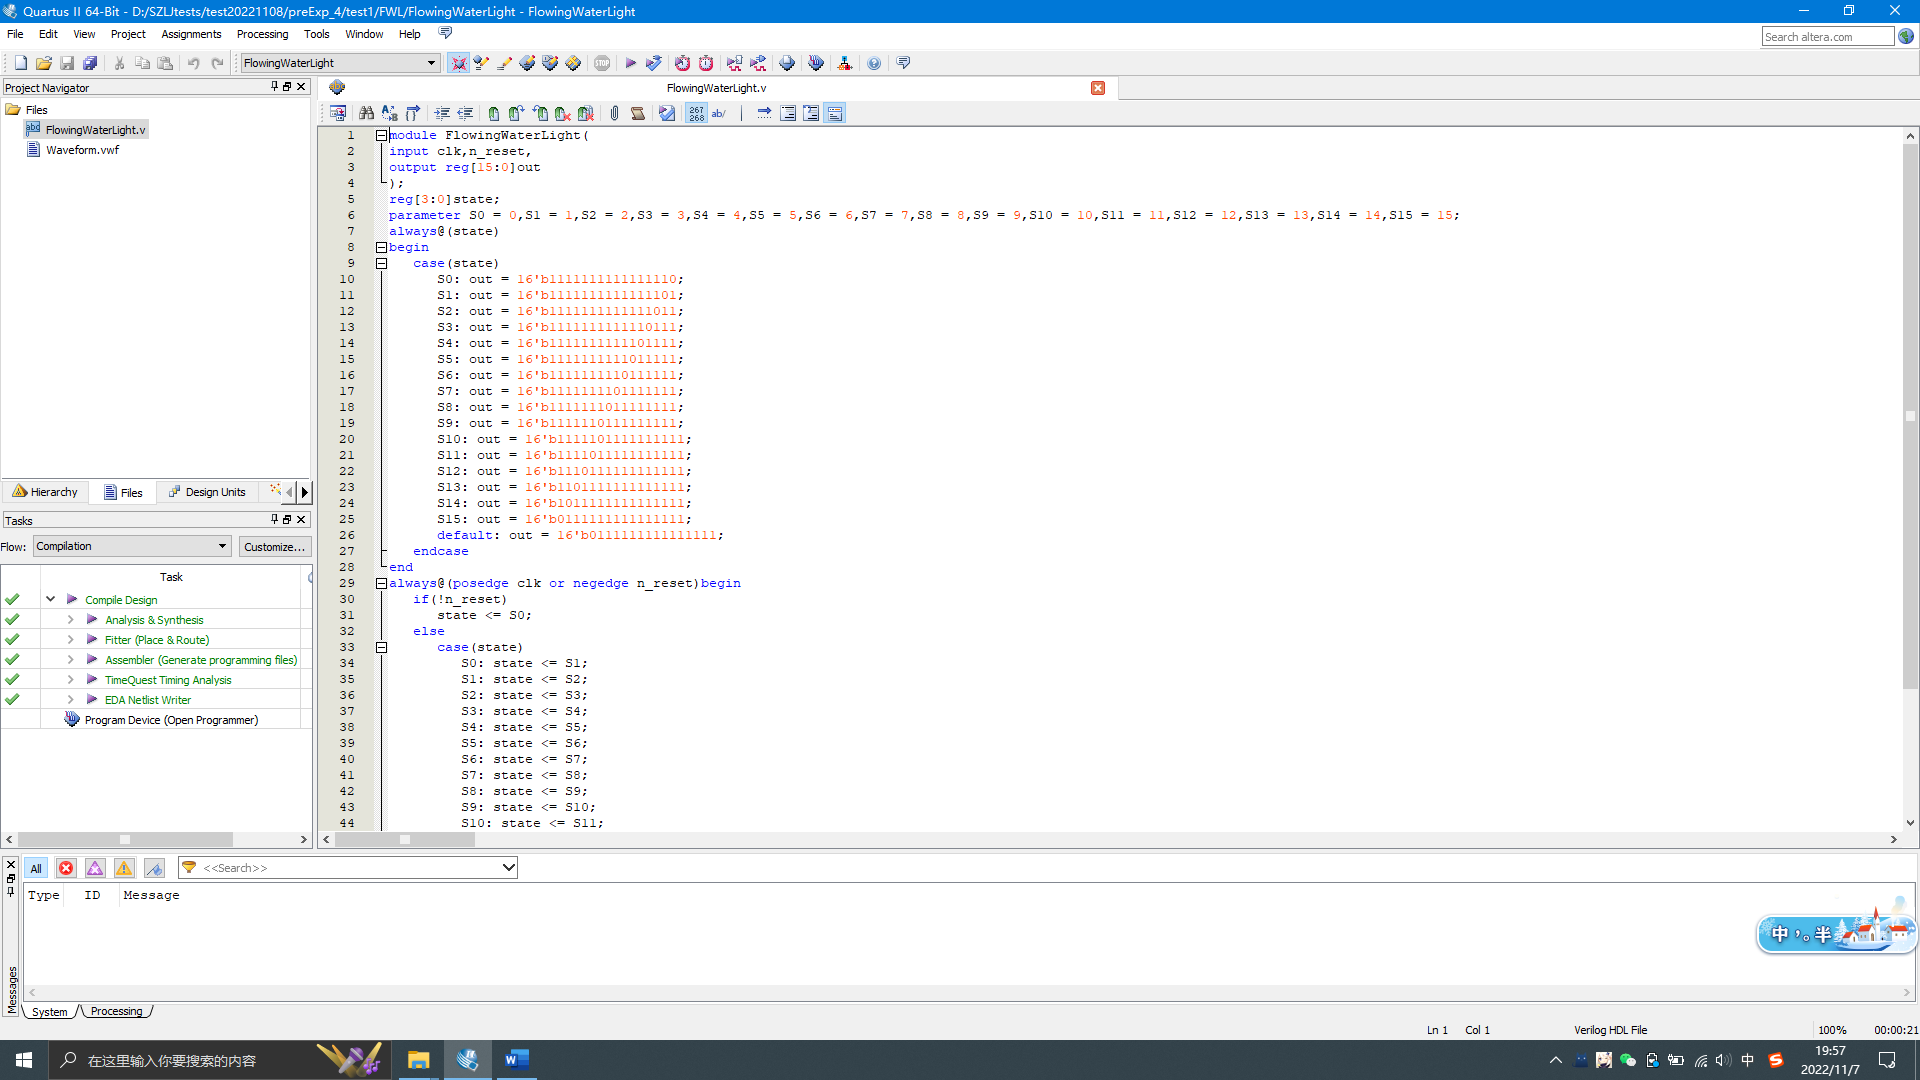 Quartus II 64-Bit - D:/SZLJtests/test20221108/preExp_4/test1/FWL/FlowingWaterLight - FlowingWaterLight
File Edit View Project Assignments Processing Tools Window Help
Search altera.com
FlowingWaterLight
Project Navigator
Files
FlowingWaterLight.v
Waveform.vwf
Hierarchy Files Design Units
Tasks
Flow: Compilation Customize...
Task
Compile Design
Analysis & Synthesis
Fitter (Place & Route)
Assembler (Generate programming files)
TimeQuest Timing Analysis
EDA Netlist Writer
Program Device (Open Programmer)
FlowingWaterLight.v
267
268
ab/
1 module FlowingWaterLight(
2 input clk,n_reset,
3 output reg[15:0]out
4 );
5 reg[3:0]state;
6 parameter S0 = 0,S1 = 1,S2 = 2,S3 = 3,S4 = 4,S5 = 5,S6 = 6,S7 = 7,S8 = 8,S9 = 9,S10 = 10,S11 = 11,S12 = 12,S13 = 13,S14 = 14,S15 = 15;
7 always@(state)
8 begin
9 case(state)
10 S0: out = 16'b1111111111111110;
11 S1: out = 16'b1111111111111101;
12 S2: out = 16'b1111111111111011;
13 S3: out = 16'b1111111111110111;
14 S4: out = 16'b1111111111101111;
15 S5: out = 16'b1111111111011111;
16 S6: out = 16'b1111111110111111;
17 S7: out = 16'b1111111101111111;
18 S8: out = 16'b1111111011111111;
19 S9: out = 16'b1111110111111111;
20 S10: out = 16'b1111101111111111;
21 S11: out = 16'b1111011111111111;
22 S12: out = 16'b1110111111111111;
23 S13: out = 16'b1101111111111111;
24 S14: out = 16'b1011111111111111;
25 S15: out = 16'b0111111111111111;
26 default: out = 16'b0111111111111111;
27 endcase
28 end
29 always@(posedge clk or negedge n_reset)begin
30 if(!n_reset)
31 state <= S0;
32 else
33 case(state)
34 S0: state <= S1;
35 S1: state <= S2;
36 S2: state <= S3;
37 S3: state <= S4;
38 S4: state <= S5;
39 S5: state <= S6;
40 S6: state <= S7;
41 S7: state <= S8;
42 S8: state <= S9;
43 S9: state <= S10;
44 S10: state <= S11;
All <<Search>>
Type ID Message
Messages
System Processing
中 ⸴。半
Ln 1 Col 1 Verilog HDL File 100% 00:00:21
在这里输入你要搜索的内容
中
19:57
2022/11/7